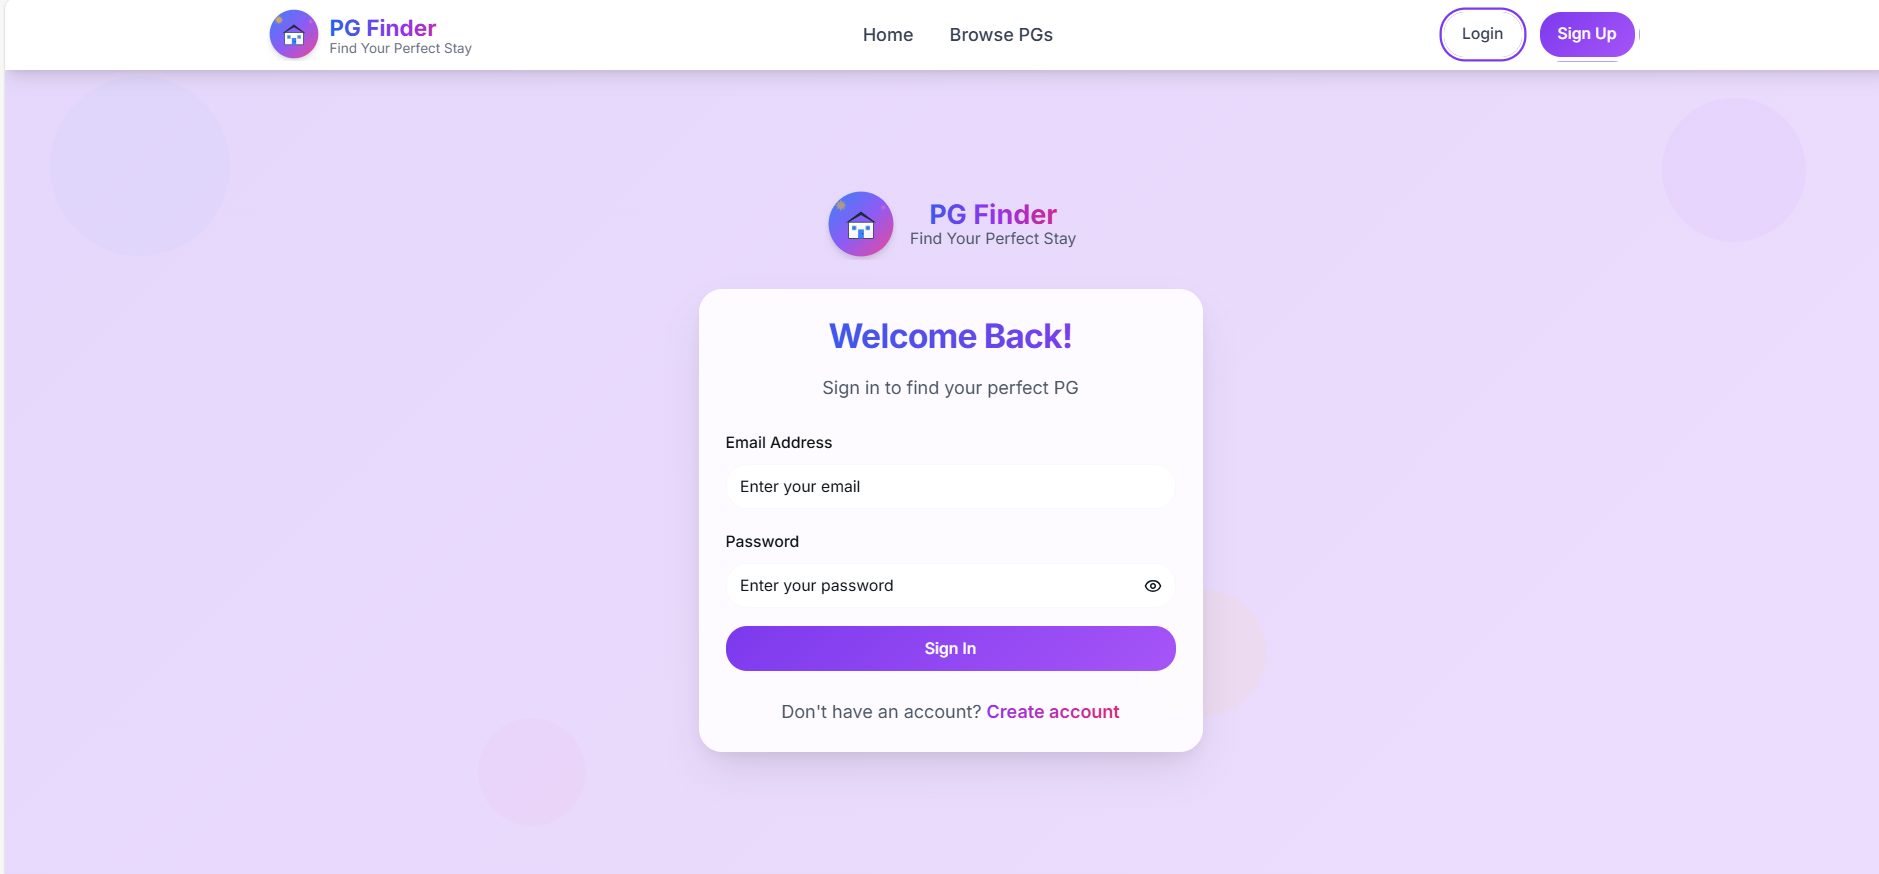 PG Finder
Find Your Perfect Stay
Home
Browse PGs
Login
Sign Up
PG Finder
Find Your Perfect Stay
Welcome Back!
Sign in to find your perfect PG
Email Address
Enter your email
Password
Enter your password
Sign In
Don't have an account? Create account